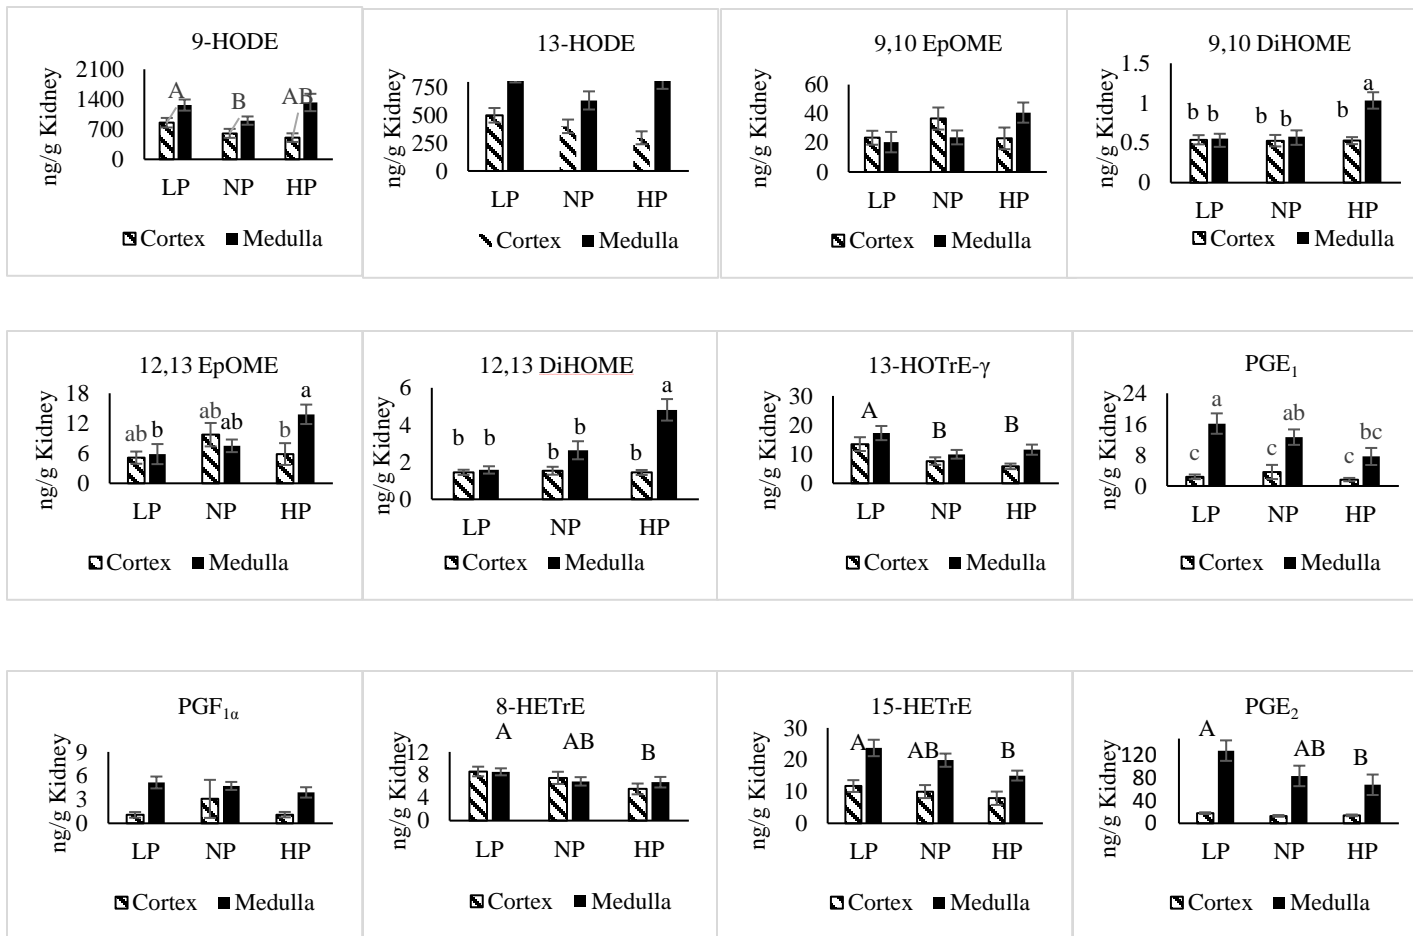 9-HODE
ng/g Kidney
2100
1400
700
0
A
B
AB
LP NP HP
Cortex Medulla
13-HODE
ng/g Kidney
750
500
250
0
LP NP HP
Cortex Medulla
9,10 EpOME
ng/g Kidney
60
40
20
0
LP NP HP
Cortex Medulla
9,10 DiHOME
ng/g Kidney
1.5
1
0.5
0
b b b b b a
LP NP HP
Cortex Medulla
12,13 EpOME
ng/g Kidney
18
12
6
0
ab b ab ab b a
LP NP HP
Cortex Medulla
12,13 DiHOME
ng/g Kidney
6
4
2
0
b b b b b a
LP NP HP
Cortex Medulla
13-HOTrE-γ
ng/g Kidney
30
20
10
0
A B B
LP NP HP
Cortex Medulla
PGE1
ng/g Kidney
24
16
8
0
c a c ab c bc
LP NP HP
Cortex Medulla
PGF1α
ng/g Kidney
9
6
3
0
LP NP HP
Cortex Medulla
8-HETrE
ng/g Kidney
12
8
4
0
A AB B
LP NP HP
Cortex Medulla
15-HETrE
ng/g Kidney
30
20
10
0
A AB B
LP NP HP
Cortex Medulla
PGE2
ng/g Kidney
120
80
40
0
A AB B
LP NP HP
Cortex Medulla